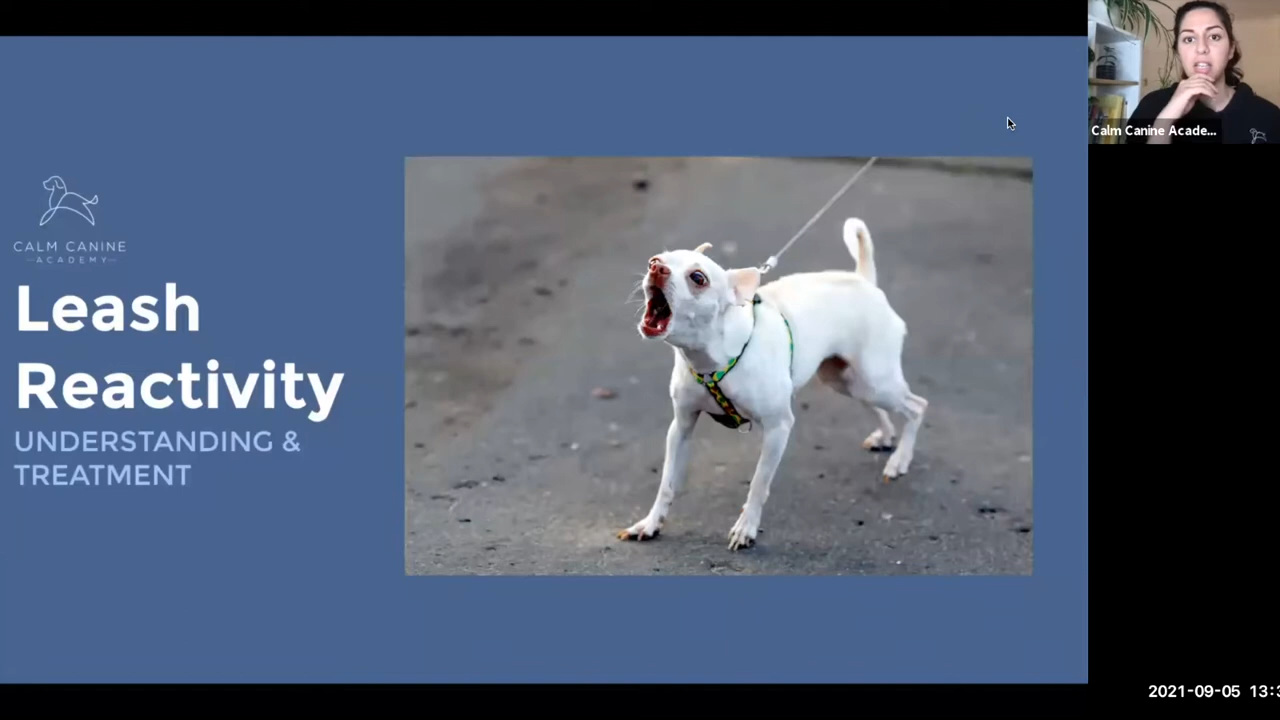 CALM CANINE
ACADEMY
Leash
Reactivity
UNDERSTANDING &
TREATMENT
Calm Canine Acade...
2021-09-05 13:3